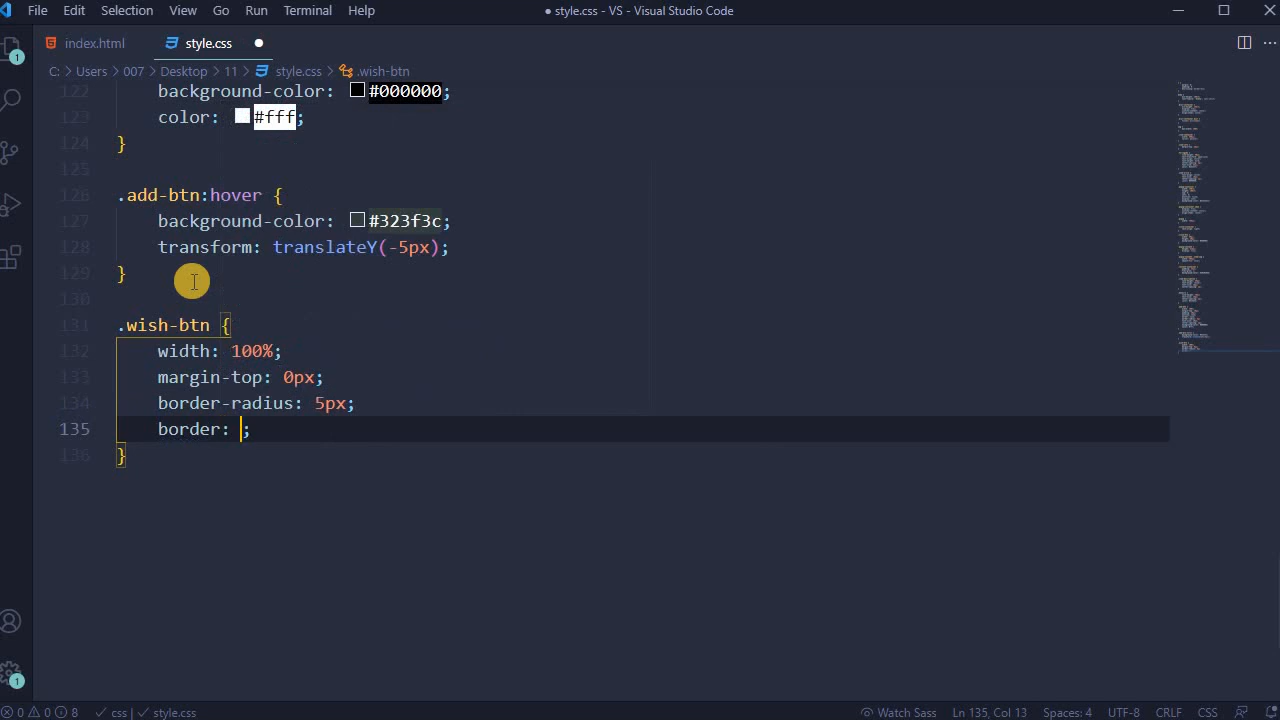 File Edit Selection View Go Run Terminal Help ● style.css - VS - Visual Studio Code
index.html style.css
C: > Users > 007 > Desktop > 11 > style.css > .wish-btn
122 background-color: #000000;
123 color: #fff;
124 }
125
126 .add-btn:hover {
127 background-color: #323f3c;
128 transform: translateY(-5px);
129 }
130
131 .wish-btn {
132 width: 100%;
133 margin-top: 0px;
134 border-radius: 5px;
135 border: ;
136 }
1
1
0 0 8 ✓ css | ✓ style.css Watch Sass Ln 135, Col 13 Spaces: 4 UTF-8 CRLF CSS